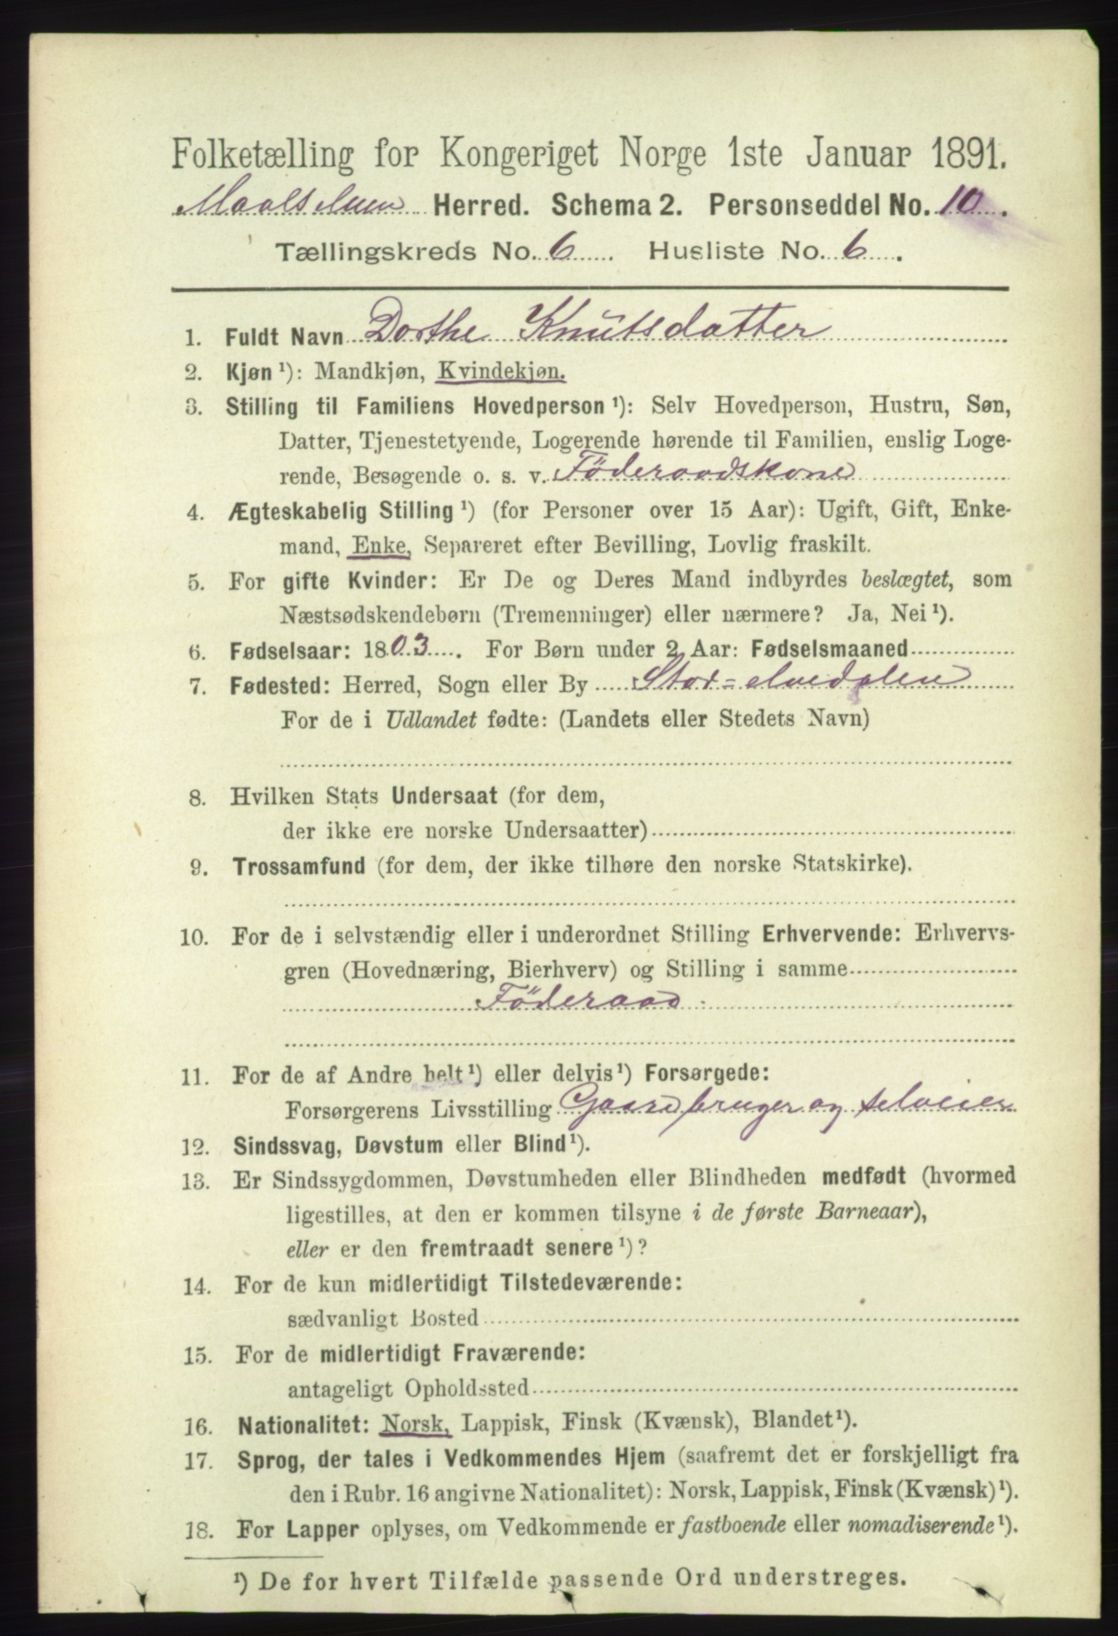 Folketælling for Kongeriget Norge 1ste Januar 1891.
Maalselven Herred. Schema 2. Personseddel No. 10.
Tællingskreds No. 6. Husliste No. 6.
1. Fuldt Navn Dorthe Knutsdatter
2. Kjøn ¹): Mandkjøn, Kvindekjøn.
3. Stilling til Familiens Hovedperson ¹): Selv Hovedperson, Hustru, Søn,
Datter, Tjenestetyende, Logerende hørende til Familien, enslig Loge-
rende, Besøgende o. s. v. Föderaadskone
4. Ægteskabelig Stilling ¹) (for Personer over 15 Aar): Ugift, Gift, Enke-
mand, Enke, Separeret efter Bevilling, Lovlig fraskilt.
5. For gifte Kvinder: Er De og Deres Mand indbyrdes beslægtet, som
Næstsødskendebørn (Tremenninger) eller nærmere? Ja, Nei ¹).
6. Fødselsaar: 1803. For Børn under 2 Aar: Fødselsmaaned
7. Fødested: Herred, Sogn eller By Stor=elvedalen
For de i Udlandet fødte: (Landets eller Stedets Navn)
8. Hvilken Stats Undersaat (for dem,
der ikke ere norske Undersaatter)
9. Trossamfund (for dem, der ikke tilhøre den norske Statskirke).
10. For de i selvstændig eller i underordnet Stilling Erhvervende: Erhvervs-
gren (Hovednæring, Bierhverv) og Stilling i samme
Föderaad.
11. For de af Andre helt ¹) eller delvis ¹) Forsørgede:
Forsørgerens Livsstilling Gaardbruger og selveier
12. Sindssvag, Døvstum eller Blind ¹).
13. Er Sindssygdommen, Døvstumheden eller Blindheden medfødt (hvormed
ligestilles, at den er kommen tilsyne i de første Barneaar),
eller er den fremtraadt senere ¹)?
14. For de kun midlertidigt Tilstedeværende:
sædvanligt Bosted
15. For de midlertidigt Fraværende:
antageligt Opholdssted
16. Nationalitet: Norsk, Lappisk, Finsk (Kvænsk), Blandet ¹).
17. Sprog, der tales i Vedkommendes Hjem (saafremt det er forskjelligt fra
den i Rubr. 16 angivne Nationalitet): Norsk, Lappisk, Finsk (Kvænsk) ¹).
18. For Lapper oplyses, om Vedkommende er fastboende eller nomadiserende ¹).
¹) De for hvert Tilfælde passende Ord understreges.